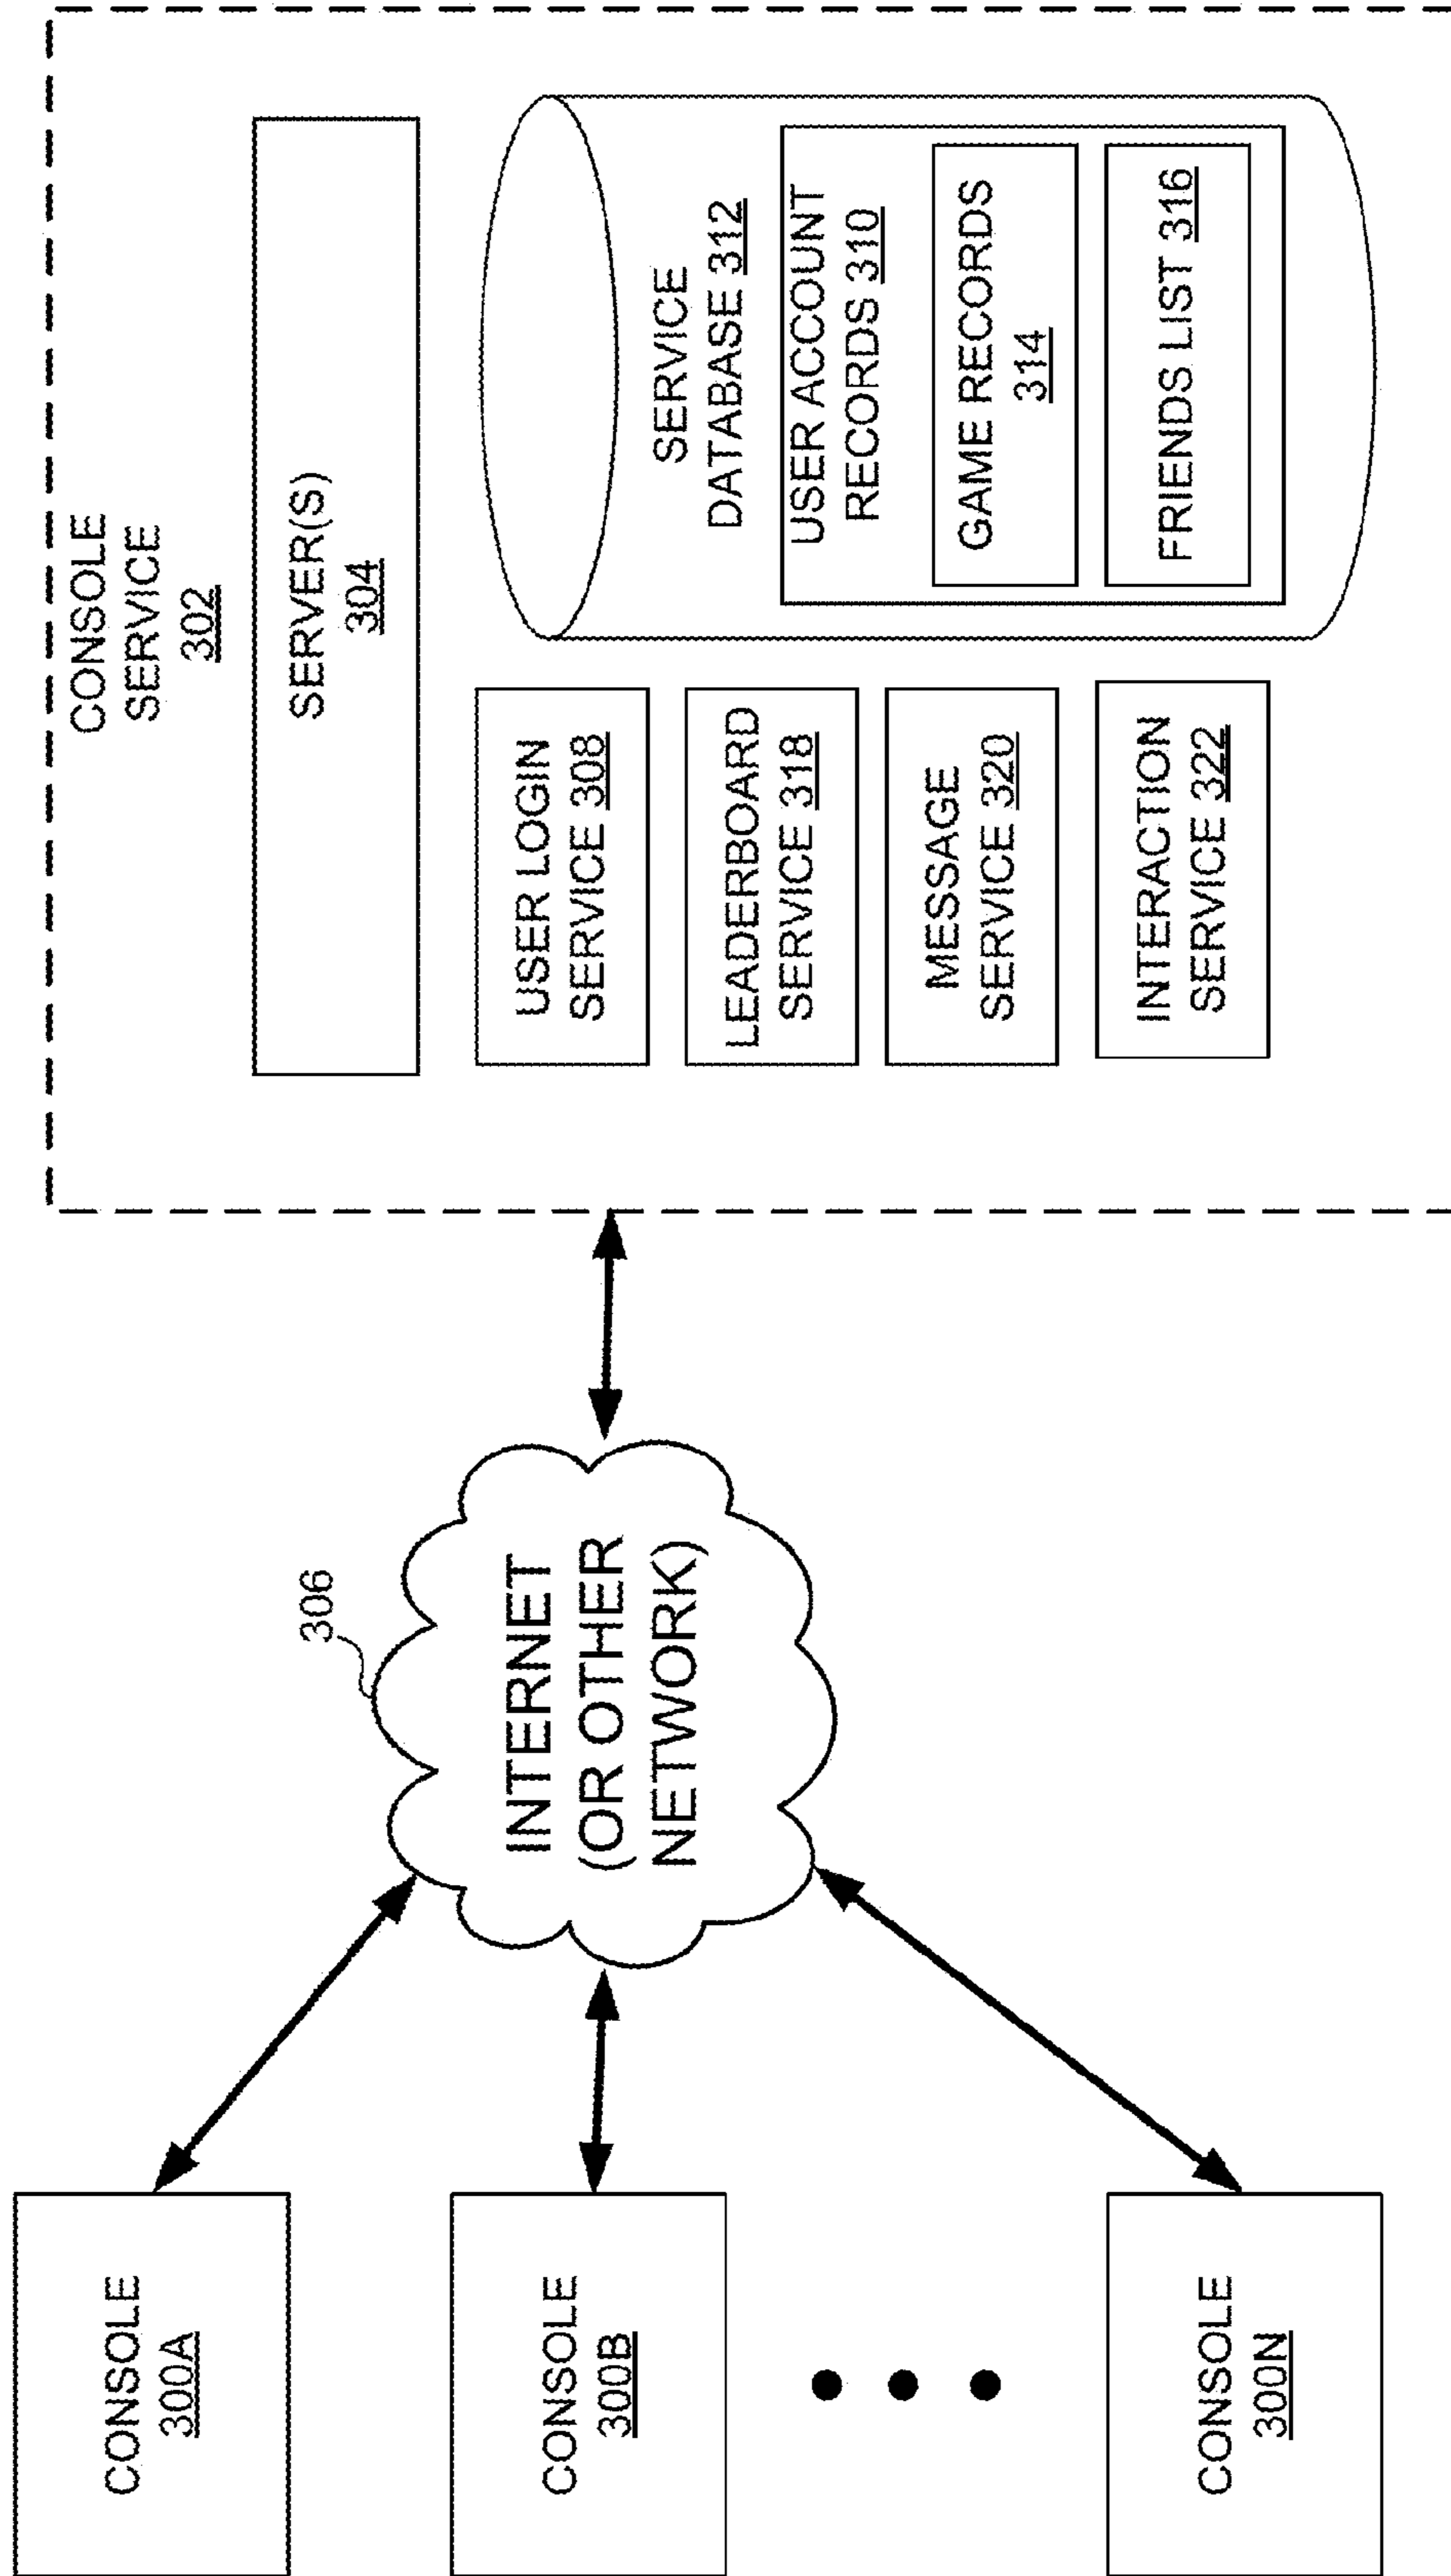 CONSOLE
300A
CONSOLE
300B
CONSOLE
300N
306
INTERNET
(OR OTHER
NETWORK)
CONSOLE
SERVICE
302
SERVER(S)
304
USER LOGIN
SERVICE 308
LEADERBOARD
SERVICE 318
MESSAGE
SERVICE 320
INTERACTION
SERVICE 322
SERVICE
DATABASE 312
USER ACCOUNT
RECORDS 310
GAME RECORDS
314
FRIENDS LIST 316